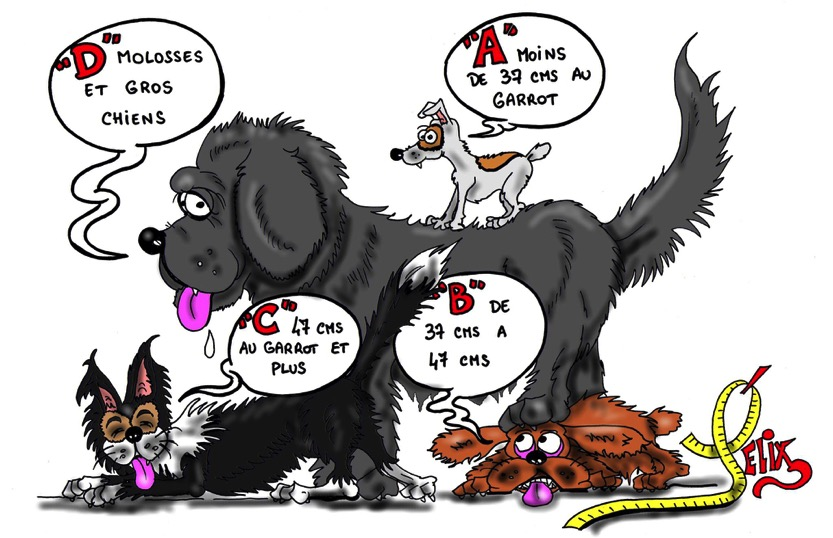 "D" MOLOSSES
ET GROS
CHIENS
"A" MOINS
DE 37 CMS AU
GARROT
"C" 47 CMS
AU GARROT ET
PLUS
"B" DE
37 CMS A
47 CMS
FELIX